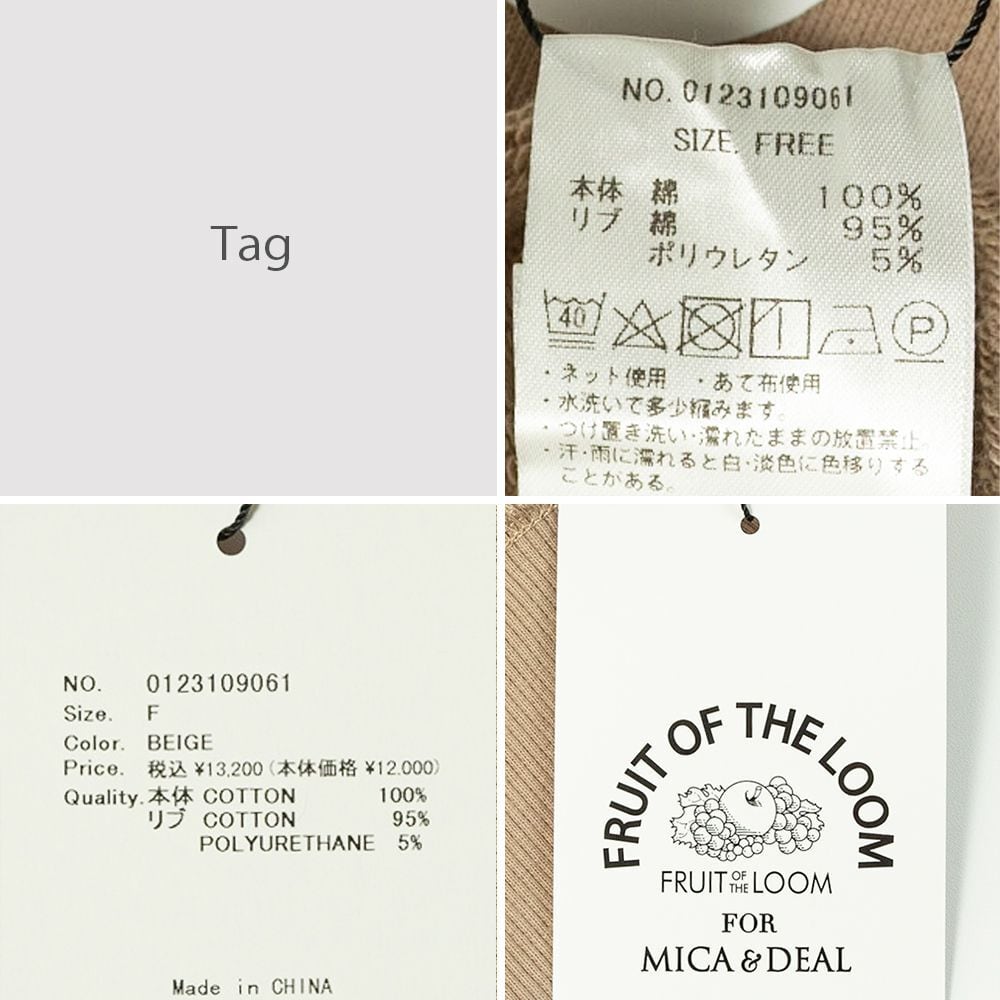 Tag
NO. 0123109061
SIZE. FREE
本体 綿 100%
リブ 綿 95%
ポリウレタン 5%
40
P
・ネット使用 ・あて布使用
・水洗いで多少縮みます。
・つけ置き洗い・濡れたままの放置禁止。
・汗・雨に濡れると白・淡色に色移りする
ことがある。
NO. 0123109061
Size. F
Color. BEIGE
Price. 税込 ¥13,200 (本体価格 ¥12.000)
Quality. 本体 COTTON 100%
リブ COTTON 95%
POLYURETHANE 5%
Made in CHINA
FRUIT OF THE LOOM
FRUIT OF THE LOOM
FOR
MICA & DEAL